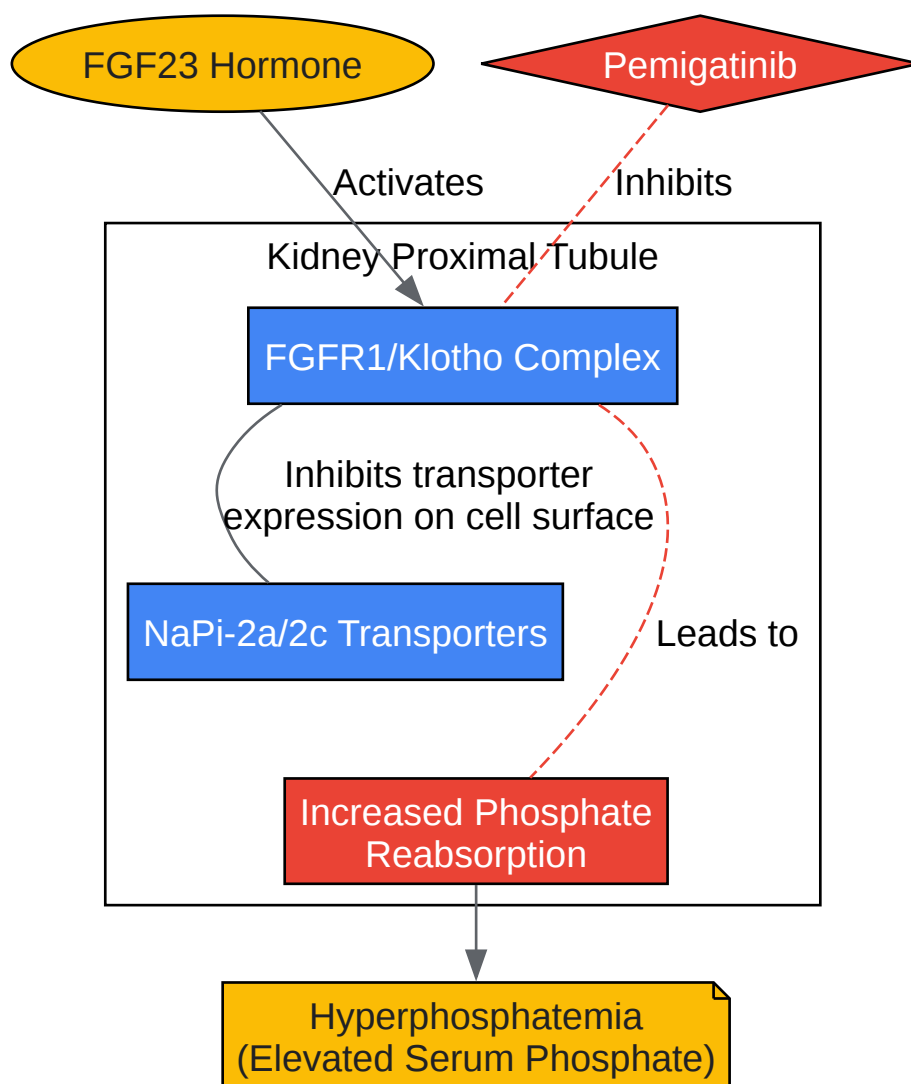 FGF23 Hormone
Pemigatinib
Activates
Inhibits
Kidney Proximal Tubule
FGFR1/Klotho Complex
Inhibits transporter
expression on cell surface
NaPi-2a/2c Transporters
Leads to
Increased Phosphate
Reabsorption
Hyperphosphatemia
(Elevated Serum Phosphate)